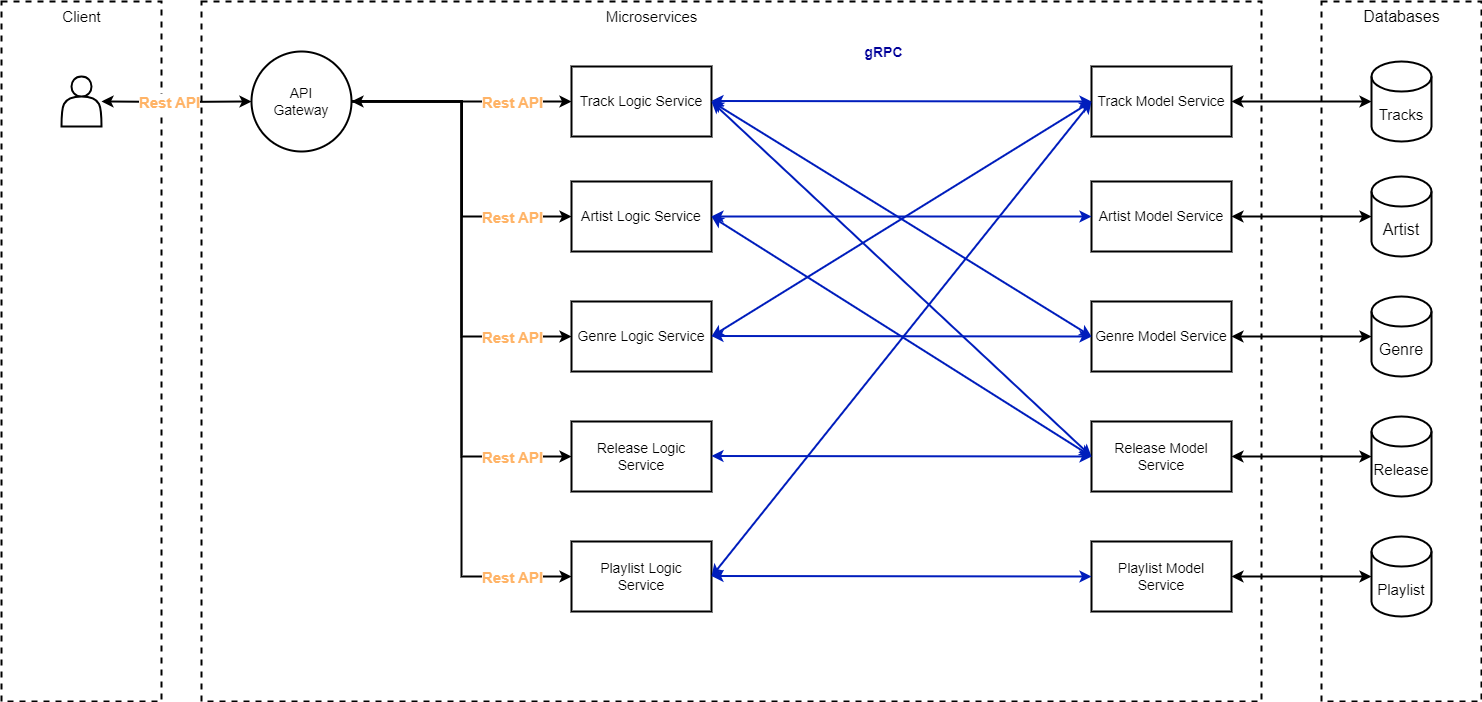 Client
Microservices
Databases
gRPC
Rest API
API
Gateway
Rest API
Track Logic Service
Track Model Service
Tracks
Rest API
Artist Logic Service
Artist Model Service
Artist
Rest API
Genre Logic Service
Genre Model Service
Genre
Rest API
Release Logic
Service
Release Model
Service
Release
Rest API
Playlist Logic
Service
Playlist Model
Service
Playlist